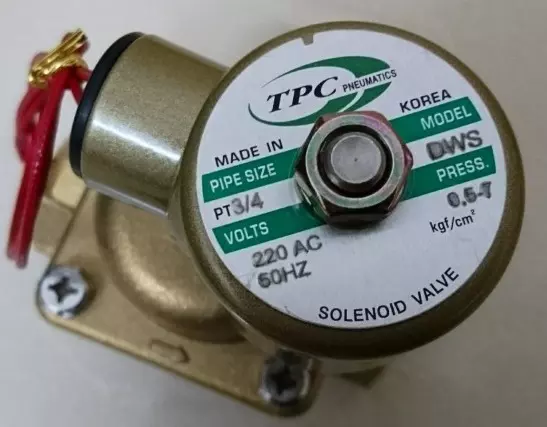 TPC PNEUMATICS
MADE IN KOREA
PIPE SIZE
PT3/4
MODEL
DWS
VOLTS
220 AC
60HZ
PRESS.
0,5-7
kgf/cm²
SOLENOID VALVE